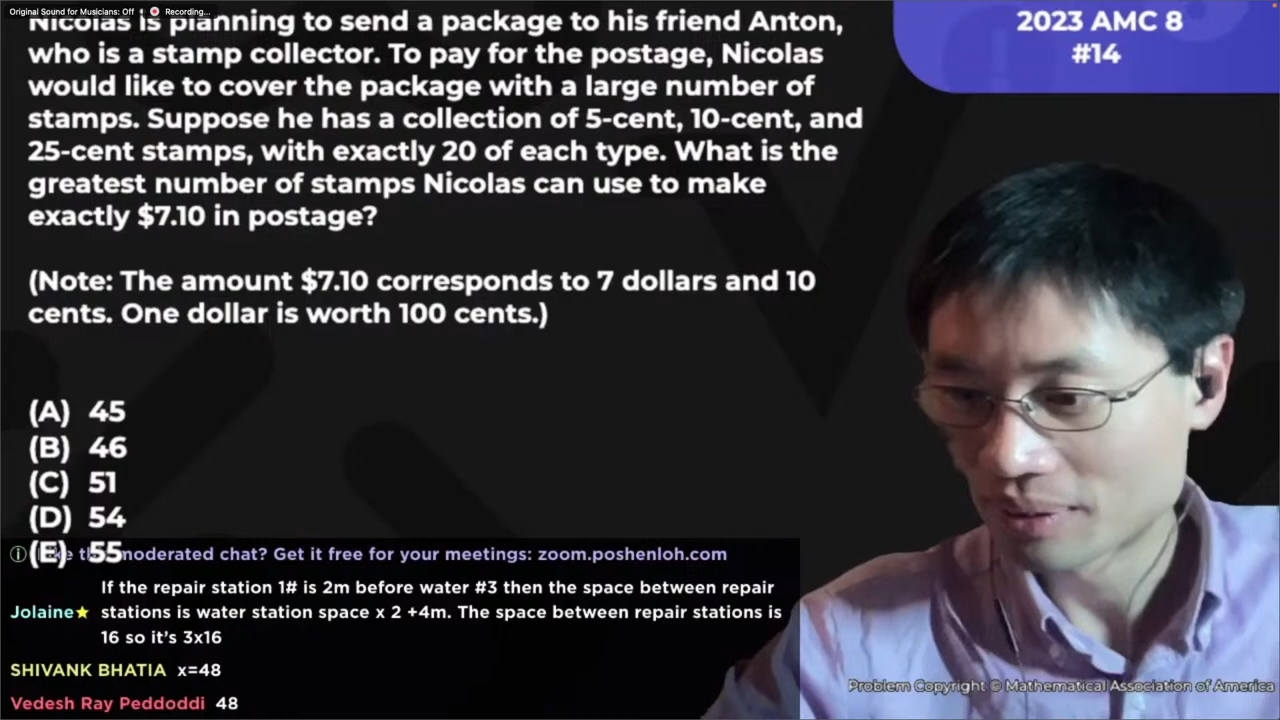 Original Sound for Musicians: Off
Recording...
Nicolas is planning to send a package to his friend Anton,
who is a stamp collector. To pay for the postage, Nicolas
would like to cover the package with a large number of
stamps. Suppose he has a collection of 5-cent, 10-cent, and
25-cent stamps, with exactly 20 of each type. What is the
greatest number of stamps Nicolas can use to make
exactly $7.10 in postage?
(Note: The amount $7.10 corresponds to 7 dollars and 10
cents. One dollar is worth 100 cents.)
2023 AMC 8
#14
(A) 45
(B) 46
(C) 51
(D) 54
(E) 55
moderated chat? Get it free for your meetings: zoom.poshenloh.com
If the repair station 1# is 2m before water #3 then the space between repair
Jolaine★ stations is water station space x 2 +4m. The space between repair stations is
16 so it's 3x16
SHIVANK BHATIA x=48
Vedesh Ray Peddoddi 48
Problem Copyright © Mathematical Association of America